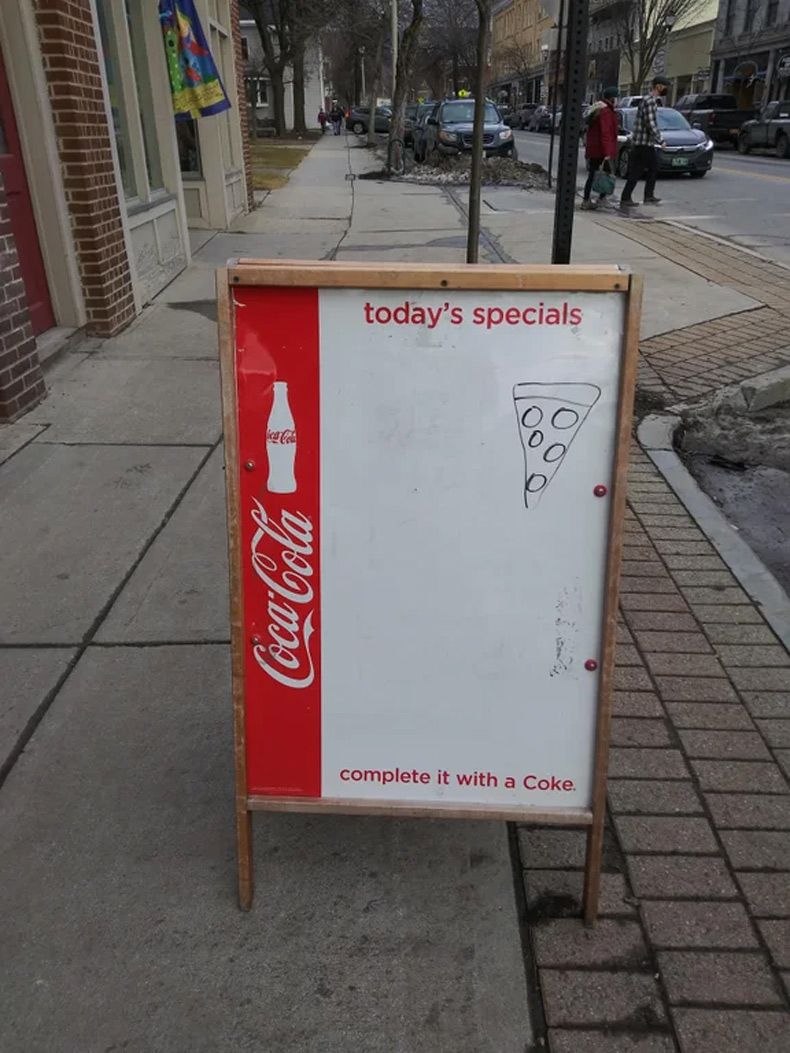 today's specials
Coca-Cola
Coca-Cola
complete it with a Coke.